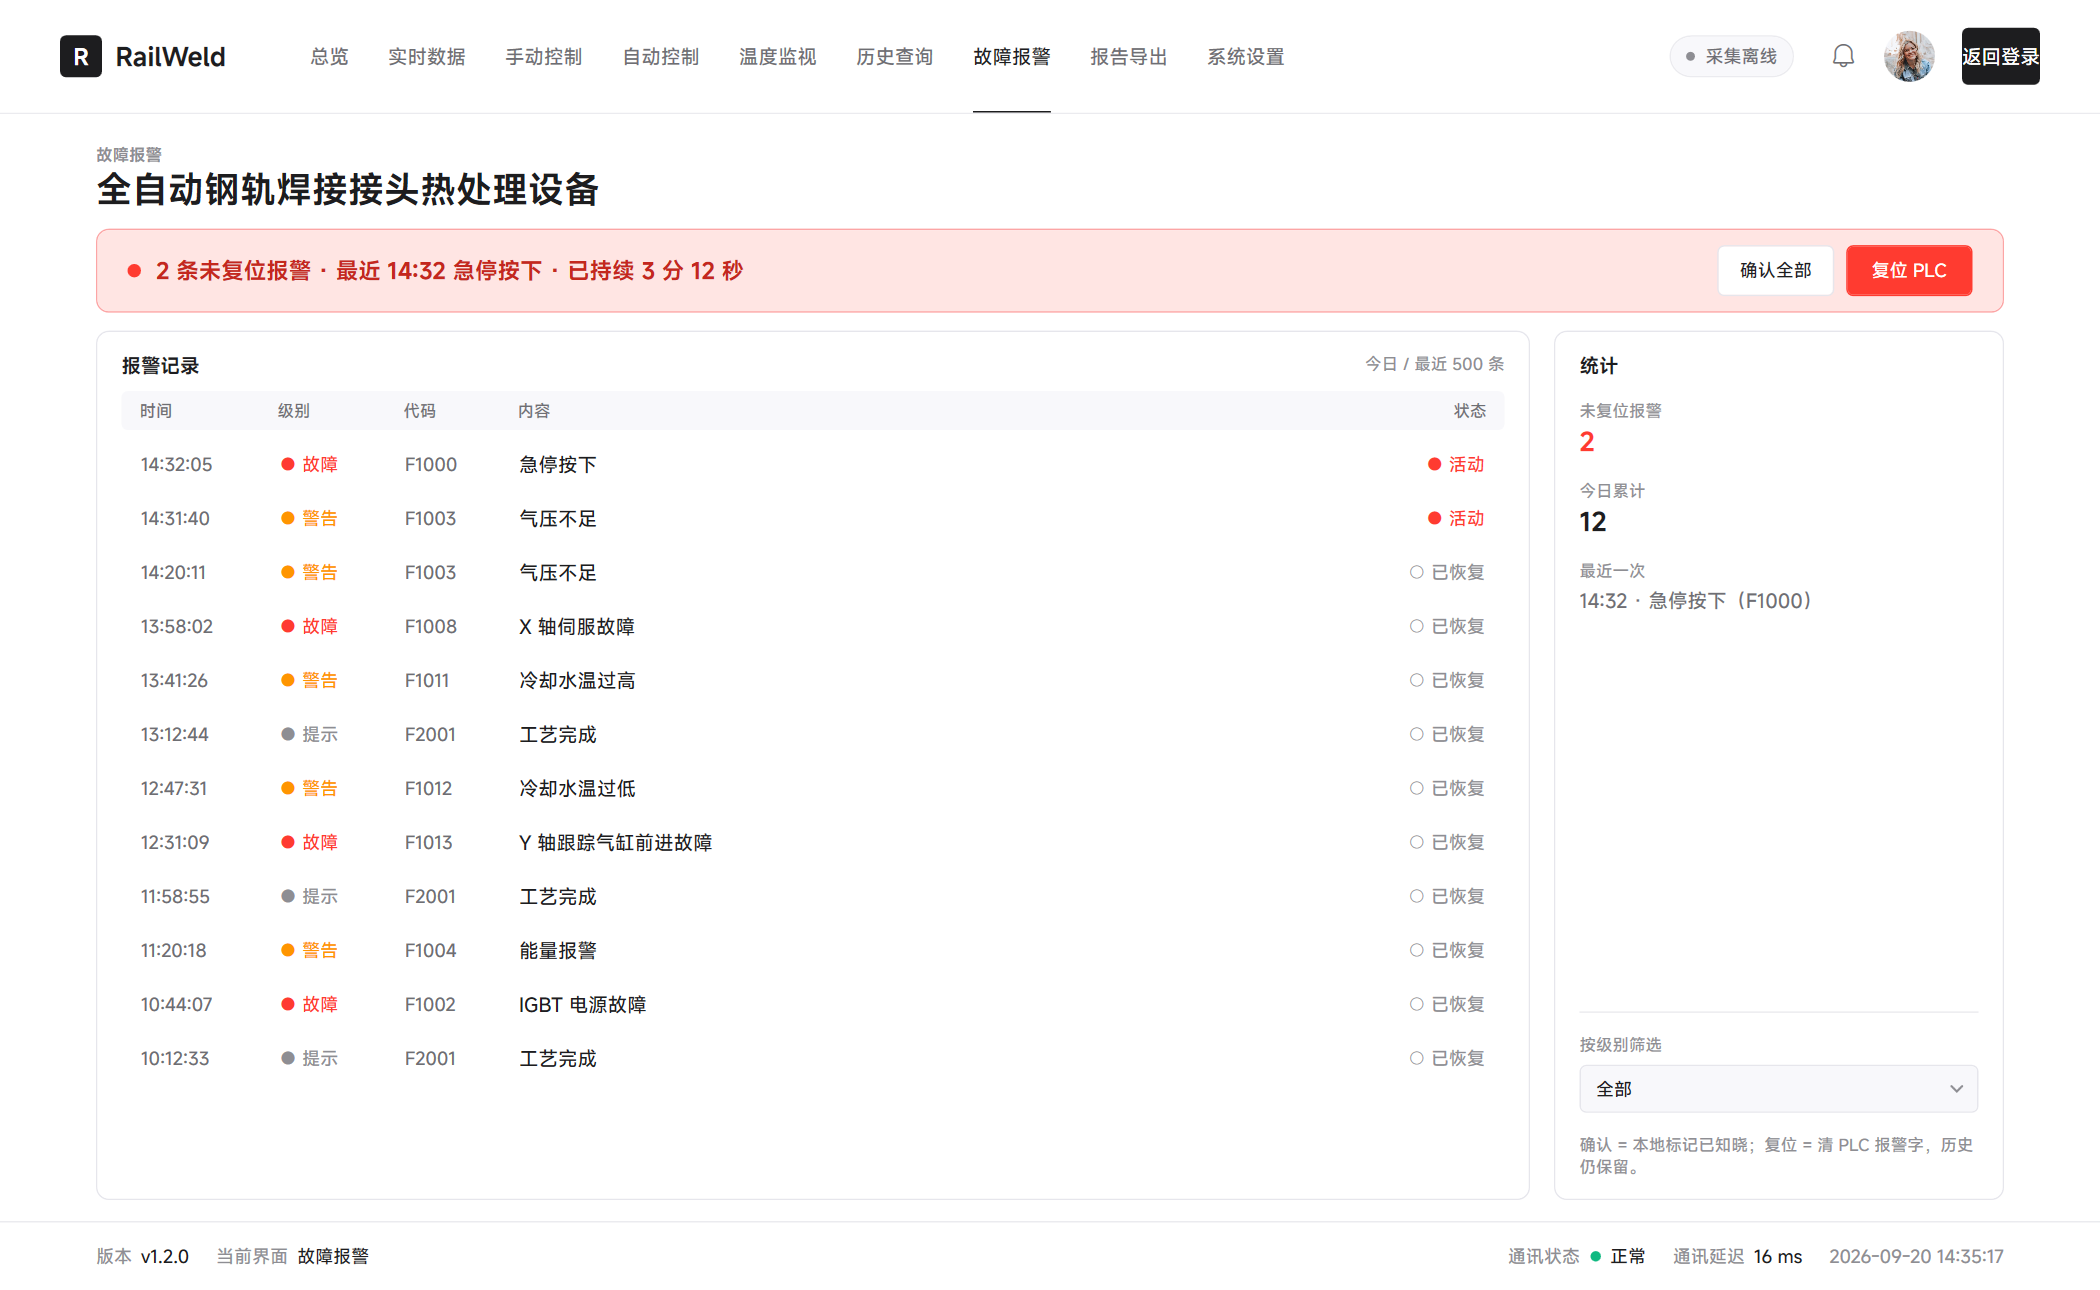 R RailWeld 总览 实时数据 手动控制 自动控制 温度监视 历史查询 故障报警 报告导出 系统设置 采集离线 返回登录
故障报警
全自动钢轨焊接接头热处理设备
2 条未复位报警 · 最近 14:32 急停按下 · 已持续 3 分 12 秒 确认全部 复位 PLC
报警记录 今日 / 最近 500 条
时间 级别 代码 内容 状态
14:32:05 故障 F1000 急停按下 活动
14:31:40 警告 F1003 气压不足 活动
14:20:11 警告 F1003 气压不足 已恢复
13:58:02 故障 F1008 X 轴伺服故障 已恢复
13:41:26 警告 F1011 冷却水温过高 已恢复
13:12:44 提示 F2001 工艺完成 已恢复
12:47:31 警告 F1012 冷却水温过低 已恢复
12:31:09 故障 F1013 Y 轴跟踪气缸前进故障 已恢复
11:58:55 提示 F2001 工艺完成 已恢复
11:20:18 警告 F1004 能量报警 已恢复
10:44:07 故障 F1002 IGBT 电源故障 已恢复
10:12:33 提示 F2001 工艺完成 已恢复
统计
未复位报警
2
今日累计
12
最近一次
14:32 · 急停按下（F1000）
按级别筛选
全部
确认 = 本地标记已知晓；复位 = 清 PLC 报警字，历史
仍保留。
版本 v1.2.0 当前界面 故障报警 通讯状态 正常 通讯延迟 16 ms 2026-09-20 14:35:17